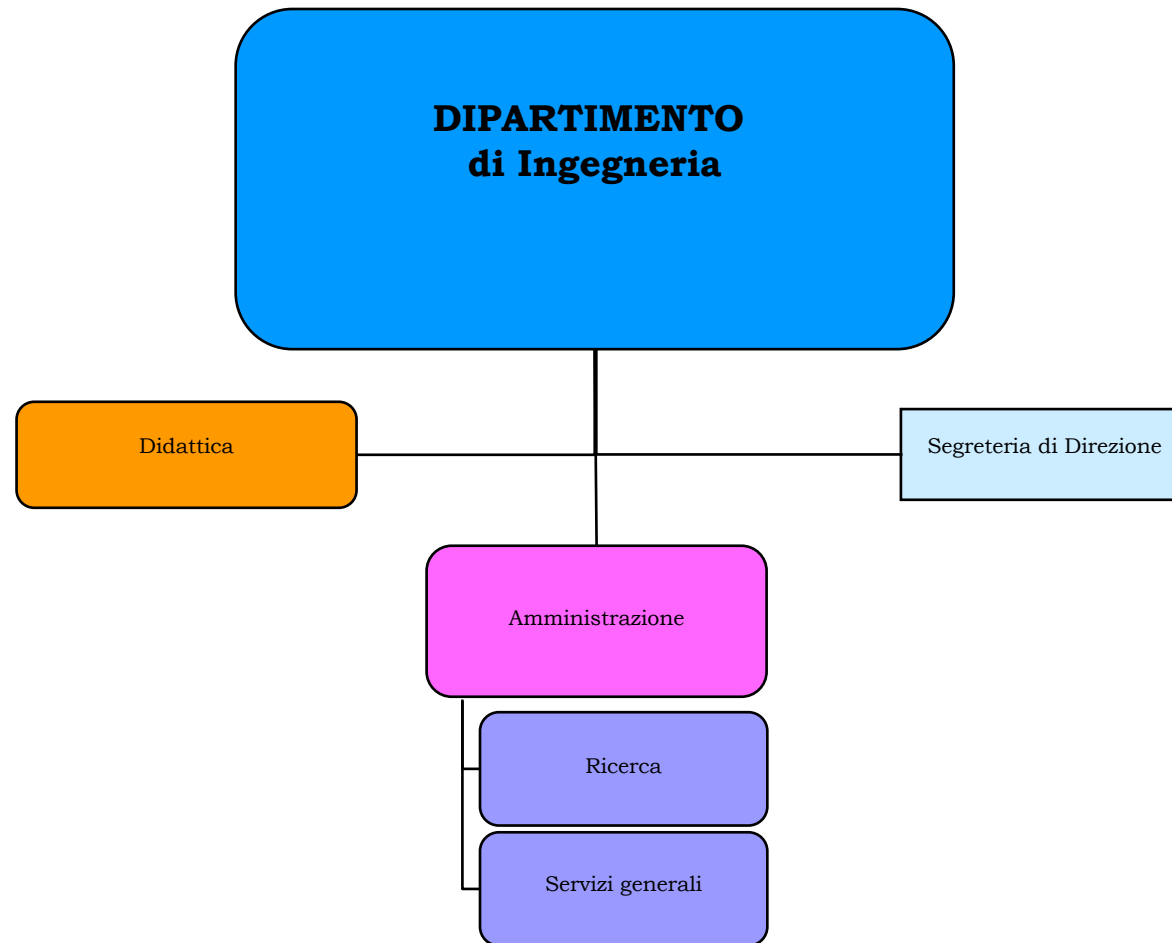 DIPARTIMENTO
di Ingegneria
Didattica
Segreteria di Direzione
Amministrazione
Ricerca
Servizi generali